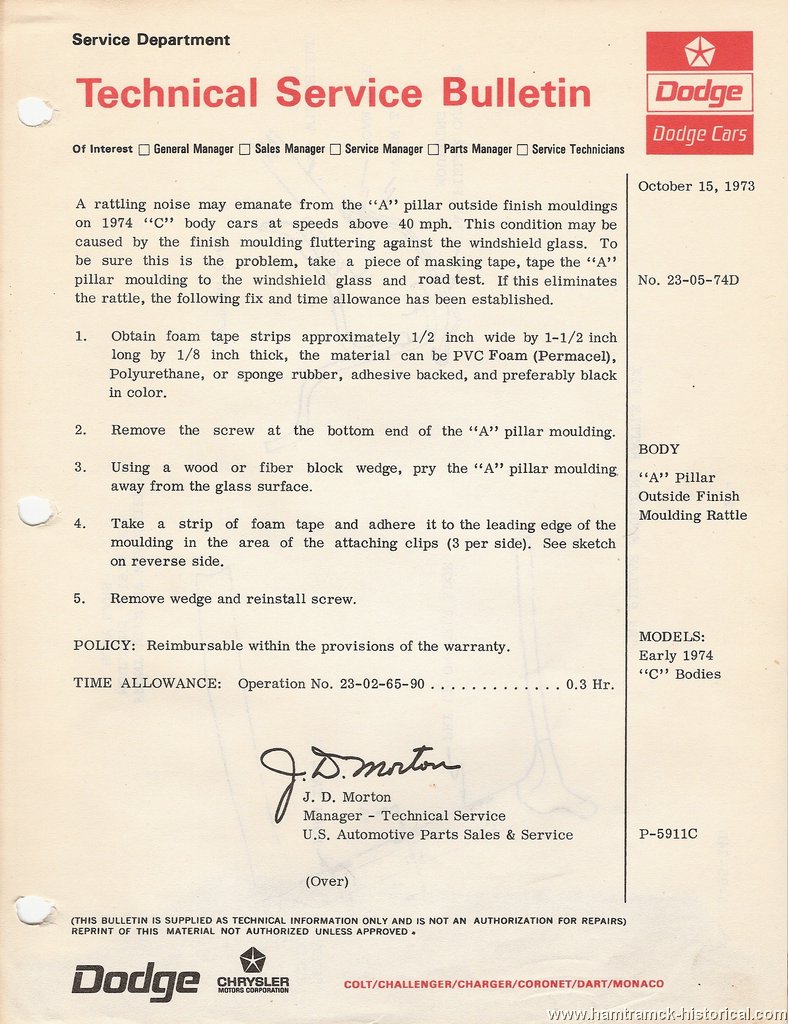 Service Department
Technical Service Bulletin
Dodge
Dodge Cars
Of Interest □ General Manager □ Sales Manager □ Service Manager □ Parts Manager □ Service Technicians
October 15, 1973
A rattling noise may emanate from the "A" pillar outside finish mouldings
on 1974 "C" body cars at speeds above 40 mph. This condition may be
caused by the finish moulding fluttering against the windshield glass. To
be sure this is the problem, take a piece of masking tape, tape the "A"
pillar moulding to the windshield glass and road test. If this eliminates
the rattle, the following fix and time allowance has been established.
No. 23-05-74D
1. Obtain foam tape strips approximately 1/2 inch wide by 1-1/2 inch
long by 1/8 inch thick, the material can be PVC Foam (Permacel),
Polyurethane, or sponge rubber, adhesive backed, and preferably black
in color.
2. Remove the screw at the bottom end of the "A" pillar moulding.
3. Using a wood or fiber block wedge, pry the "A" pillar moulding
away from the glass surface.
BODY
"A" Pillar
Outside Finish
Moulding Rattle
4. Take a strip of foam tape and adhere it to the leading edge of the
moulding in the area of the attaching clips (3 per side). See sketch
on reverse side.
5. Remove wedge and reinstall screw.
POLICY: Reimbursable within the provisions of the warranty.
TIME ALLOWANCE: Operation No. 23-02-65-90 . . . . . . . . . . . . . 0.3 Hr.
MODELS:
Early 1974
"C" Bodies
J. D. Morton
J. D. Morton
Manager - Technical Service
U.S. Automotive Parts Sales & Service
P-5911C
(Over)
(THIS BULLETIN IS SUPPLIED AS TECHNICAL INFORMATION ONLY AND IS NOT AN AUTHORIZATION FOR REPAIRS)
REPRINT OF THIS MATERIAL NOT AUTHORIZED UNLESS APPROVED.
Dodge
CHRYSLER
MOTORS CORPORATION
COLT/CHALLENGER/CHARGER/CORONET/DART/MONACO
www.hamtramck-historical.com